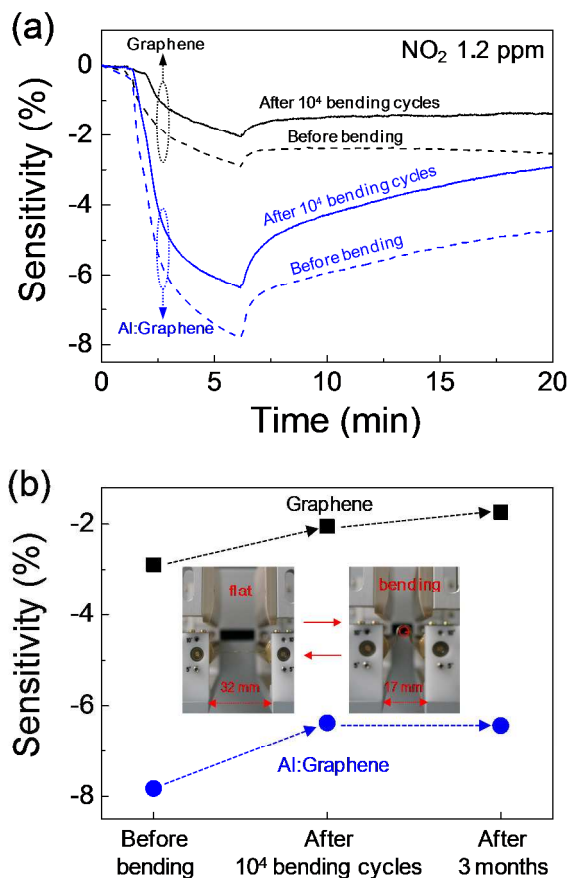 (a)
Graphene
NO₂ 1.2 ppm
0
After 10⁴ bending cycles
-2
Before bending
Sensitivity (%)
-4
After 10⁴ bending cycles
-6
Before bending
Al:Graphene
-8
0
5
10
15
20
Time (min)
(b)
Graphene
-2
flat
bending
-4
Sensitivity (%)
32 mm
17 mm
-6
Al:Graphene
-8
Before
bending
After
10⁴ bending cycles
After
3 months